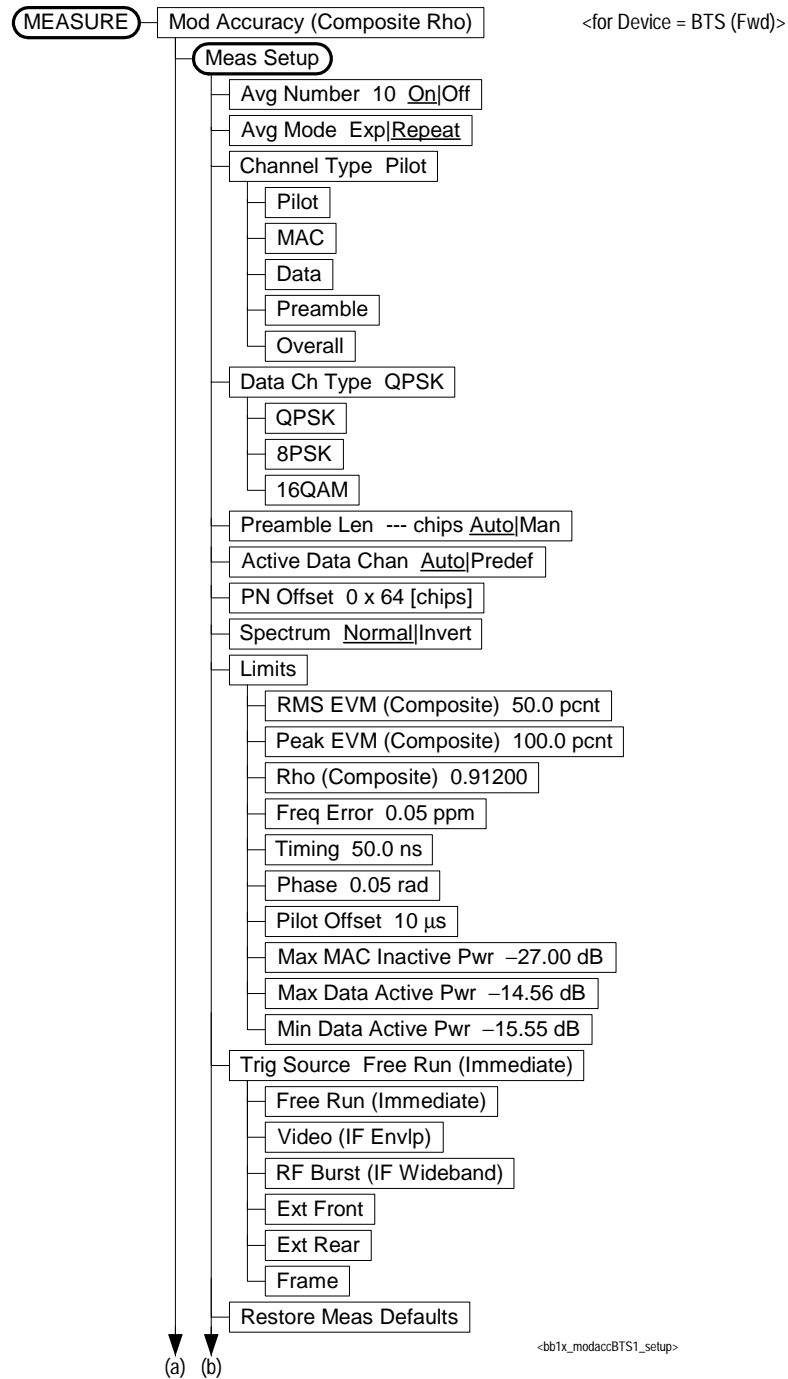 MEASURE Mod Accuracy (Composite Rho) <for Device = BTS (Fwd)>
Meas Setup
Avg Number 10 On|Off
Avg Mode Exp|Repeat
Channel Type Pilot
Pilot
MAC
Data
Preamble
Overall
Data Ch Type QPSK
QPSK
8PSK
16QAM
Preamble Len --- chips Auto|Man
Active Data Chan Auto|Predef
PN Offset 0 x 64 [chips]
Spectrum Normal|Invert
Limits
RMS EVM (Composite) 50.0 pcnt
Peak EVM (Composite) 100.0 pcnt
Rho (Composite) 0.91200
Freq Error 0.05 ppm
Timing 50.0 ns
Phase 0.05 rad
Pilot Offset 10 μs
Max MAC Inactive Pwr −27.00 dB
Max Data Active Pwr −14.56 dB
Min Data Active Pwr −15.55 dB
Trig Source Free Run (Immediate)
Free Run (Immediate)
Video (IF Envlp)
RF Burst (IF Wideband)
Ext Front
Ext Rear
Frame
Restore Meas Defaults
<bb1x_modaccBTS1_setup>
(a) (b)